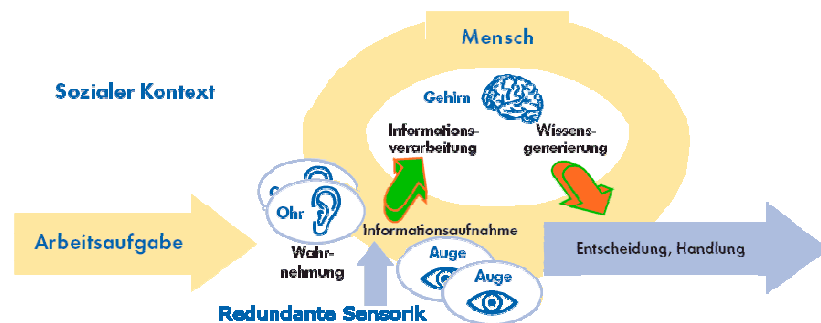 Mensch
Sozialer Kontext
Gehirn
Informations-
verarbeitung
Wissens-
generierung
Ohr
Arbeitsaufgabe
Informationsaufnahme
Wahr-
nehmung
Auge
Auge
Entscheidung, Handlung
Redundante Sensorik